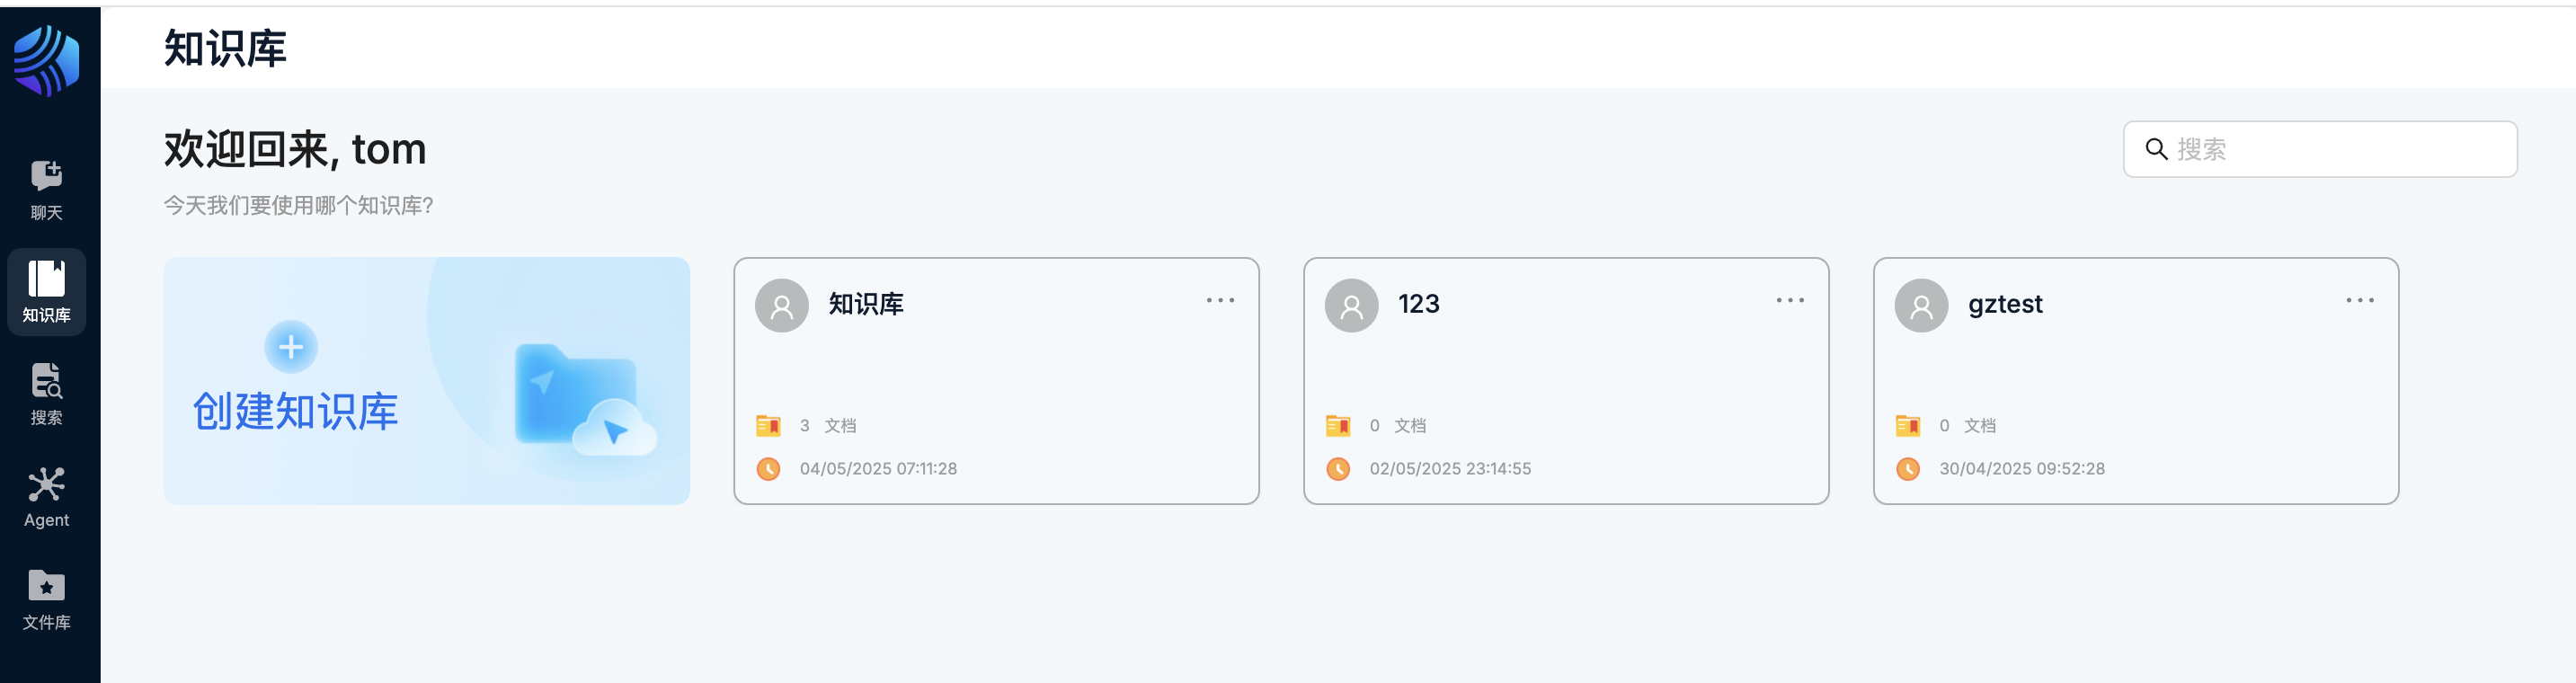 知识库
聊天
知识库
搜索
Agent
文件库
欢迎回来, tom
今天我们要使用哪个知识库?
搜索
创建知识库
知识库
3 文档
04/05/2025 07:11:28
123
0 文档
02/05/2025 23:14:55
gztest
0 文档
30/04/2025 09:52:28